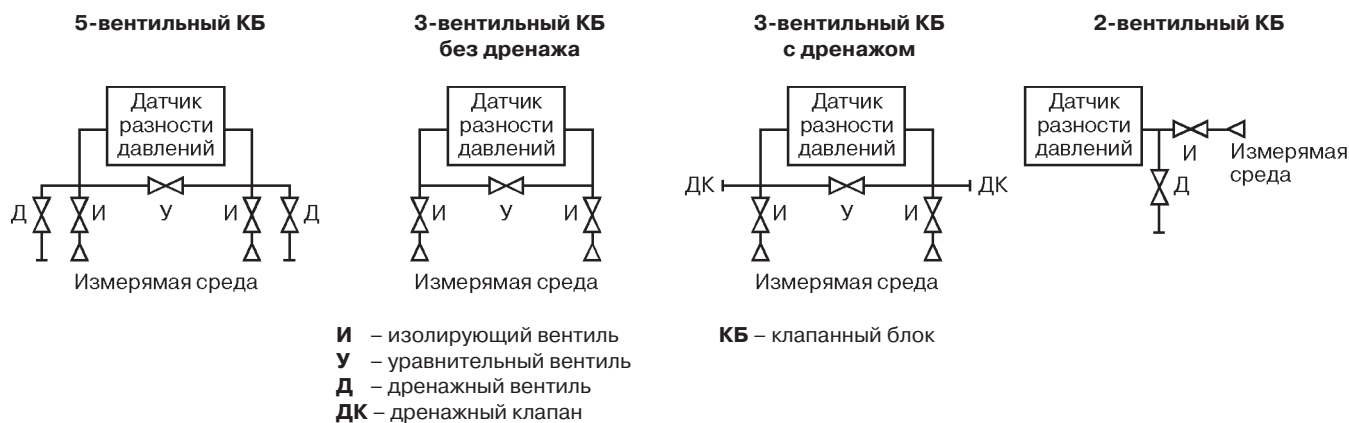 5-вентильный КБ
3-вентильный КБ
без дренажа
3-вентильный КБ
с дренажом
2-вентильный КБ
Датчик
разности
давлений
Д
И
У
И
Д
Измерямая среда
Датчик
разности
давлений
И
У
И
Измерямая среда
Датчик
разности
давлений
ДК
ДК
И
У
И
Измерямая среда
Датчик
разности
давлений
И
Измерямая
среда
Д
И – изолирующий вентиль
У – уравнительный вентиль
Д – дренажный вентиль
ДК – дренажный клапан
КБ – клапанный блок